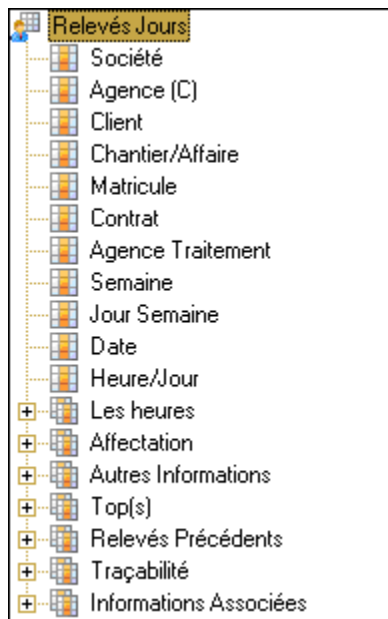 Relevés Jours
Société
Agence (C)
Client
Chantier/Affaire
Matricule
Contrat
Agence Traitement
Semaine
Jour Semaine
Date
Heure/Jour
Les heures
Affectation
Autres Informations
Top(s)
Relevés Précédents
Traçabilité
Informations Associées